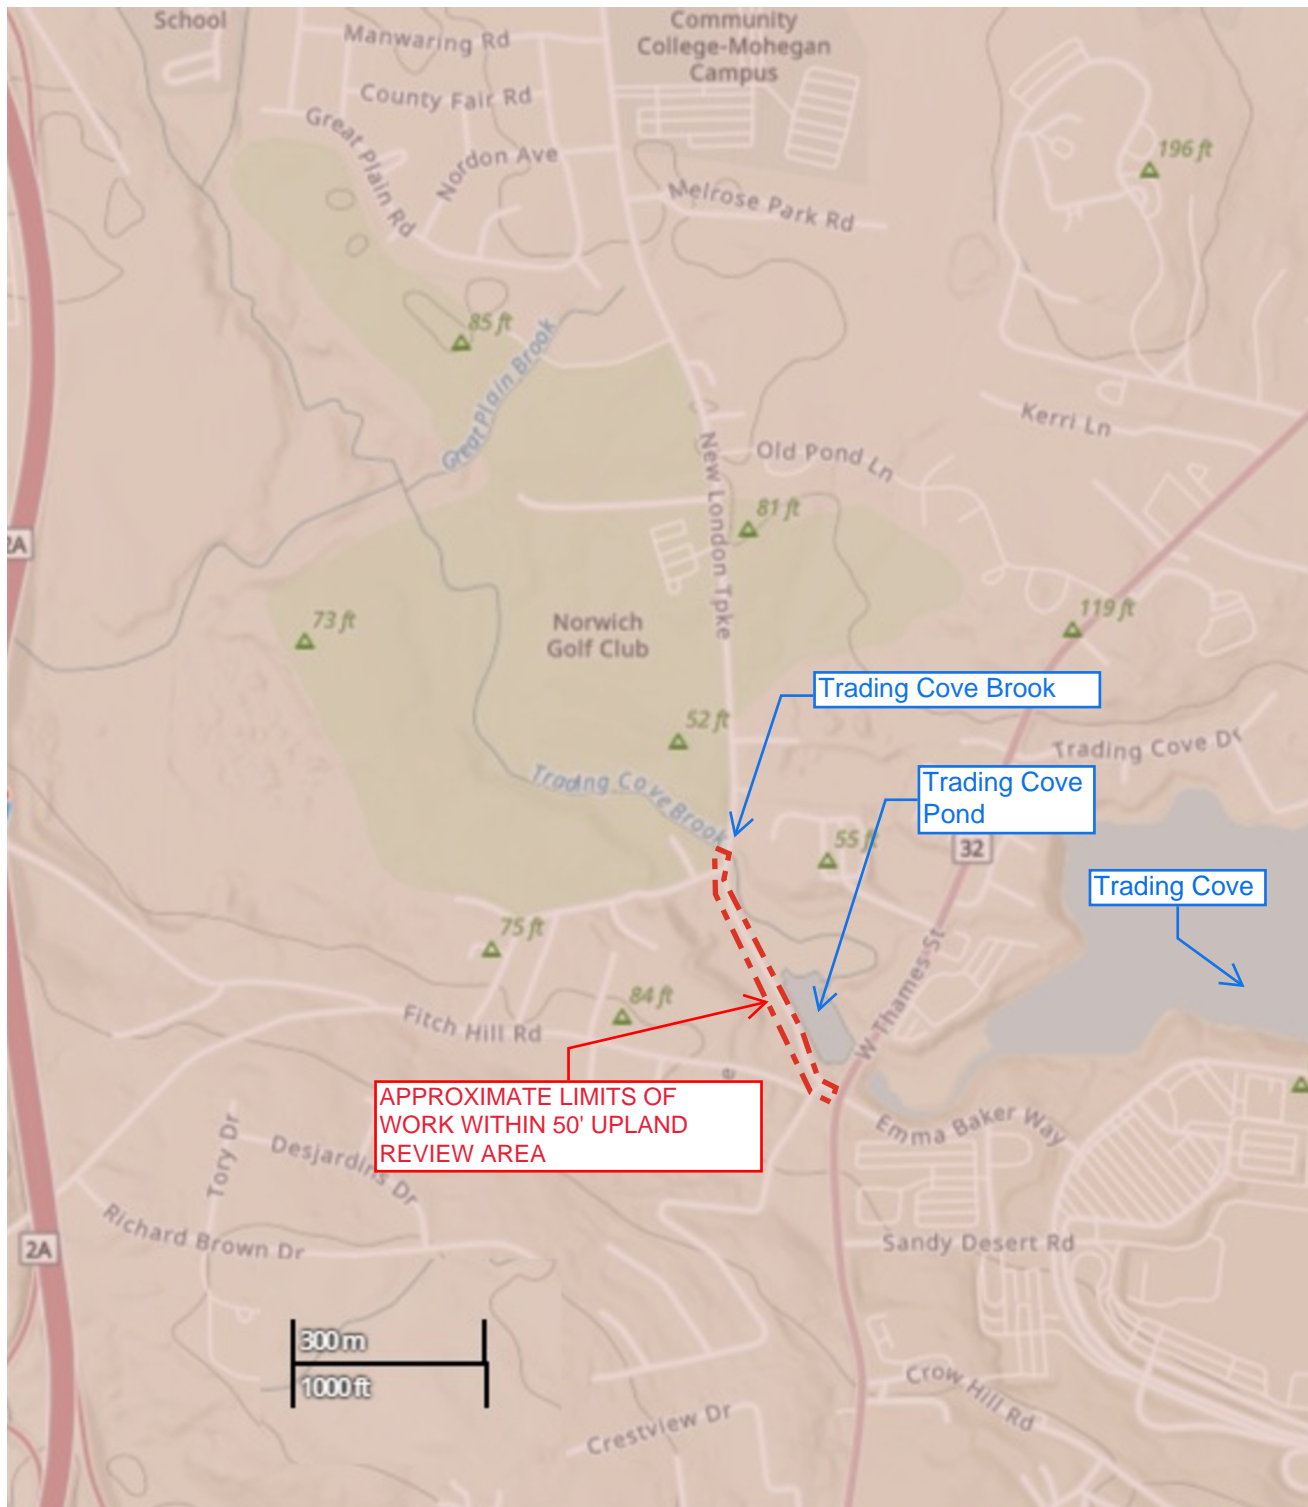 School
Community
College-Mohegan
Campus
Manwaring Rd
County Fair Rd
Great Plain Rd
Nordon Ave
196 ft
Melrose Park Rd
85 ft
Great Plain Brook
Kerri Ln
New London Tpke
Old Pond Ln
81 ft
2A
73 ft
Norwich
Golf Club
119 ft
Trading Cove Brook
52 ft
Trading Cove Dr
Trading Cove Brook
Trading Cove
Pond
55 ft
32
Trading Cove
75 ft
W Thames St
84 ft
Fitch Hill Rd
e
APPROXIMATE LIMITS OF
WORK WITHIN 50' UPLAND
REVIEW AREA
Emma Baker Way
Tory Dr
Desjardins Dr
Richard Brown Dr
2A
Sandy Desert Rd
300 m
1000 ft
Crow Hill Rd
Crestview Dr